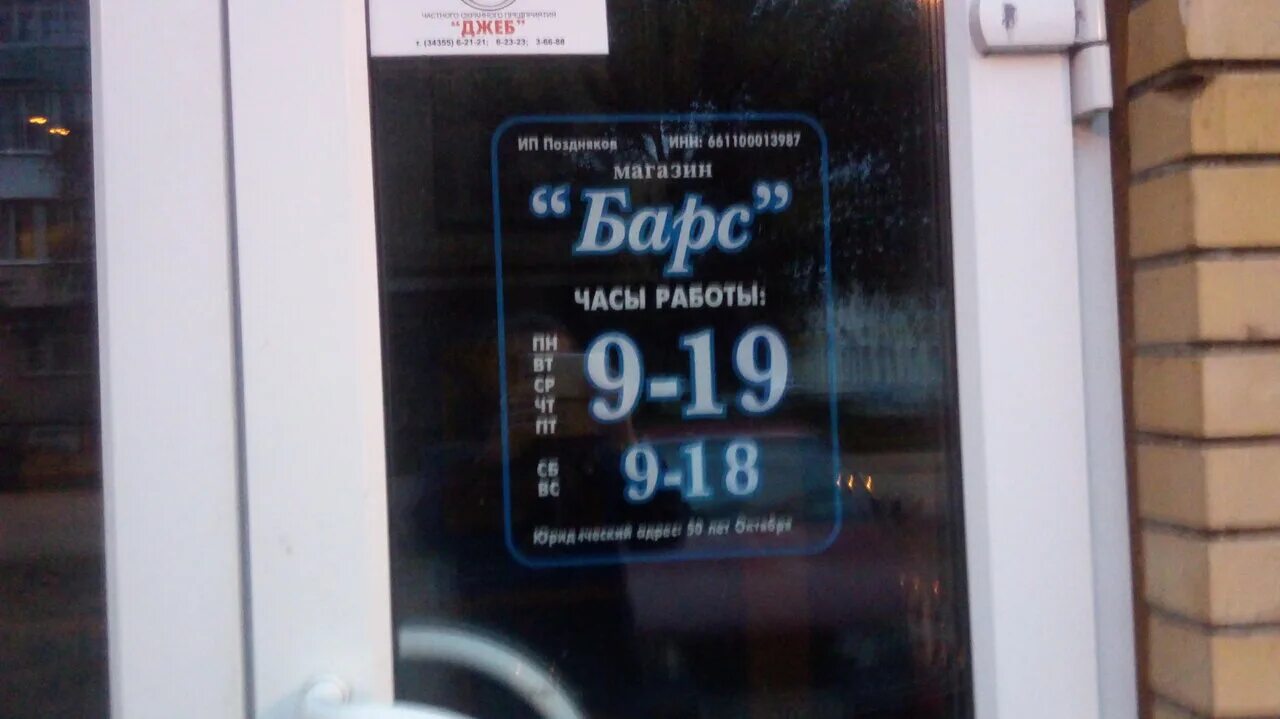 ЧАСТНОГО ОХРАННОГО ПРЕДПРИЯТИЯ
"ДЖЕБ"
т. (34355) 6-21-21; 6-23-23; 3-66-88
ИП Поздняков ИНН: 661100013987
магазин
“Барс”
ЧАСЫ РАБОТЫ:
ПН
ВТ
СР
ЧТ
ПТ
9-19
СБ
ВС
9-18
Юридический адрес: 50 лет Октября